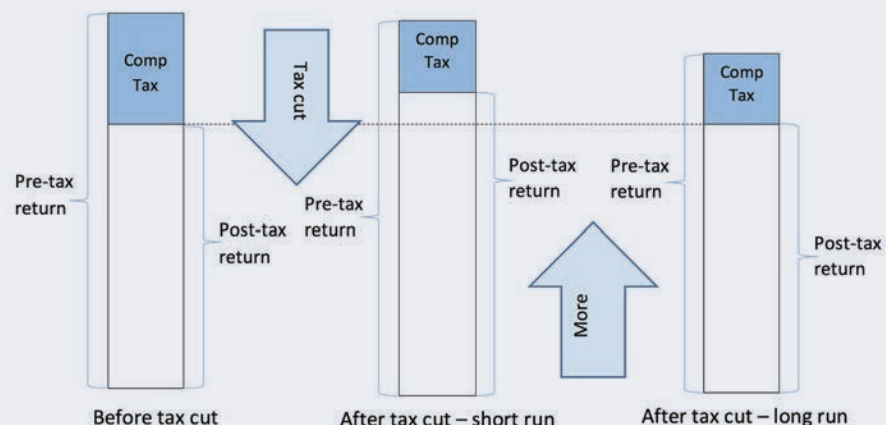 Comp
Tax
Pre-tax
return
Post-tax
return
Before tax cut
Tax cut
Comp
Tax
Pre-tax
return
Post-tax
return
After tax cut – short run
More
Comp
Tax
Pre-tax
return
Post-tax
return
After tax cut – long run